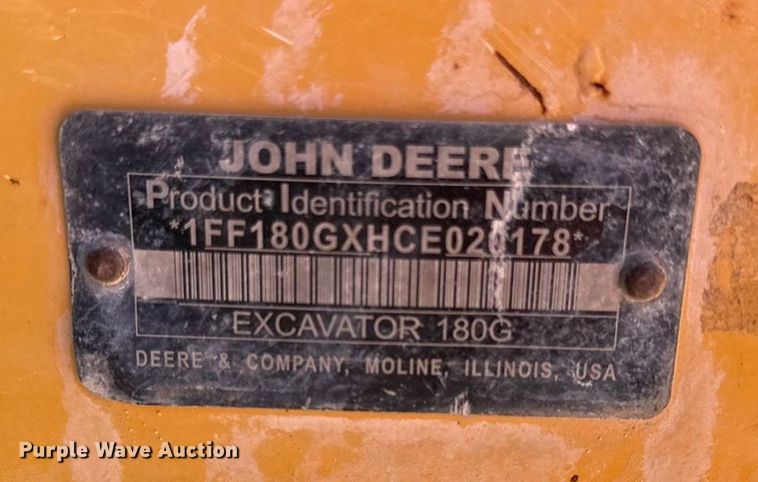 JOHN DEERE
Product Identification Number
*1FF180GXHCE020178*
EXCAVATOR 180G
DEERE & COMPANY, MOLINE, ILLINOIS, USA
Purple Wave Auction